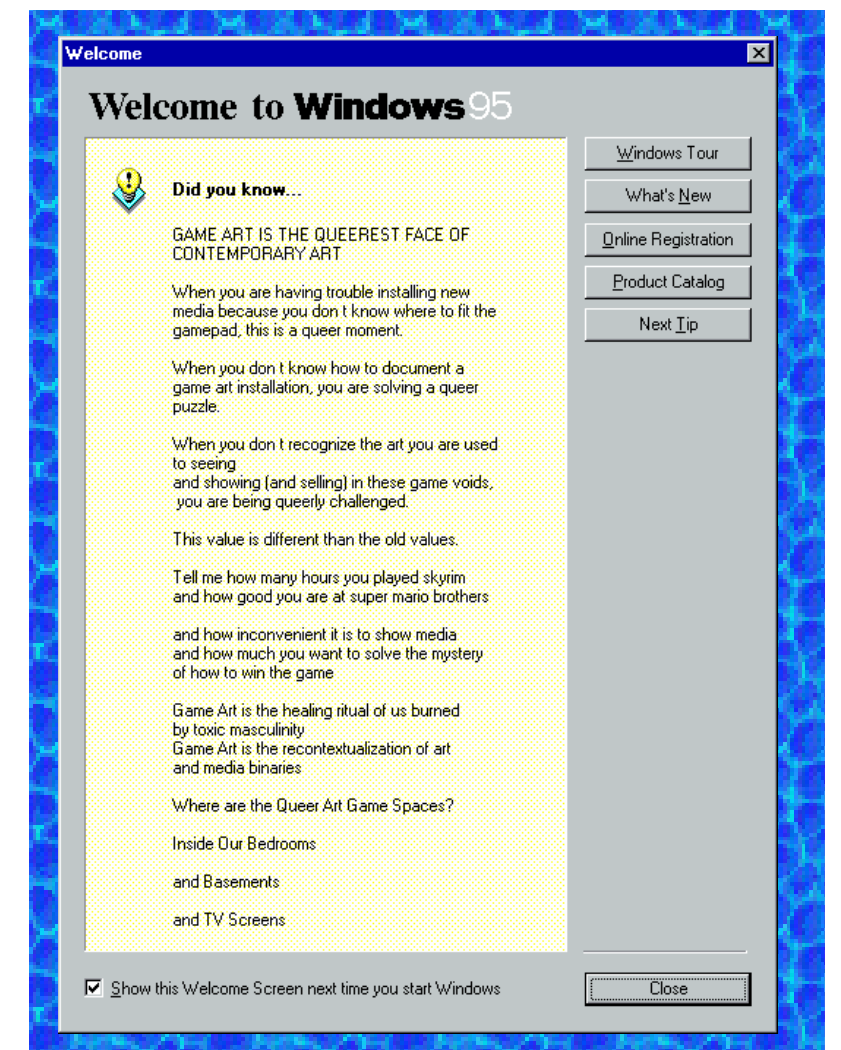 Welcome
Welcome to Windows95
Did you know...
GAME ART IS THE QUEEREST FACE OF
CONTEMPORARY ART
When you are having trouble installing new
media because you don t know where to fit the
gamepad, this is a queer moment.
When you don t know how to document a
game art installation, you are solving a queer
puzzle.
When you don t recognize the art you are used
to seeing
and showing (and selling) in these game voids,
you are being queerly challenged.
This value is different than the old values.
Tell me how many hours you played skyrim
and how good you are at super mario brothers
and how inconvenient it is to show media
and how much you want to solve the mystery
of how to win the game
Game Art is the healing ritual of us burned
by toxic masculinity
Game Art is the recontextualization of art
and media binaries
Where are the Queer Art Game Spaces?
Inside Our Bedrooms
and Basements
and TV Screens
Windows Tour
What's New
Online Registration
Product Catalog
Next Tip
Show this Welcome Screen next time you start Windows
Close